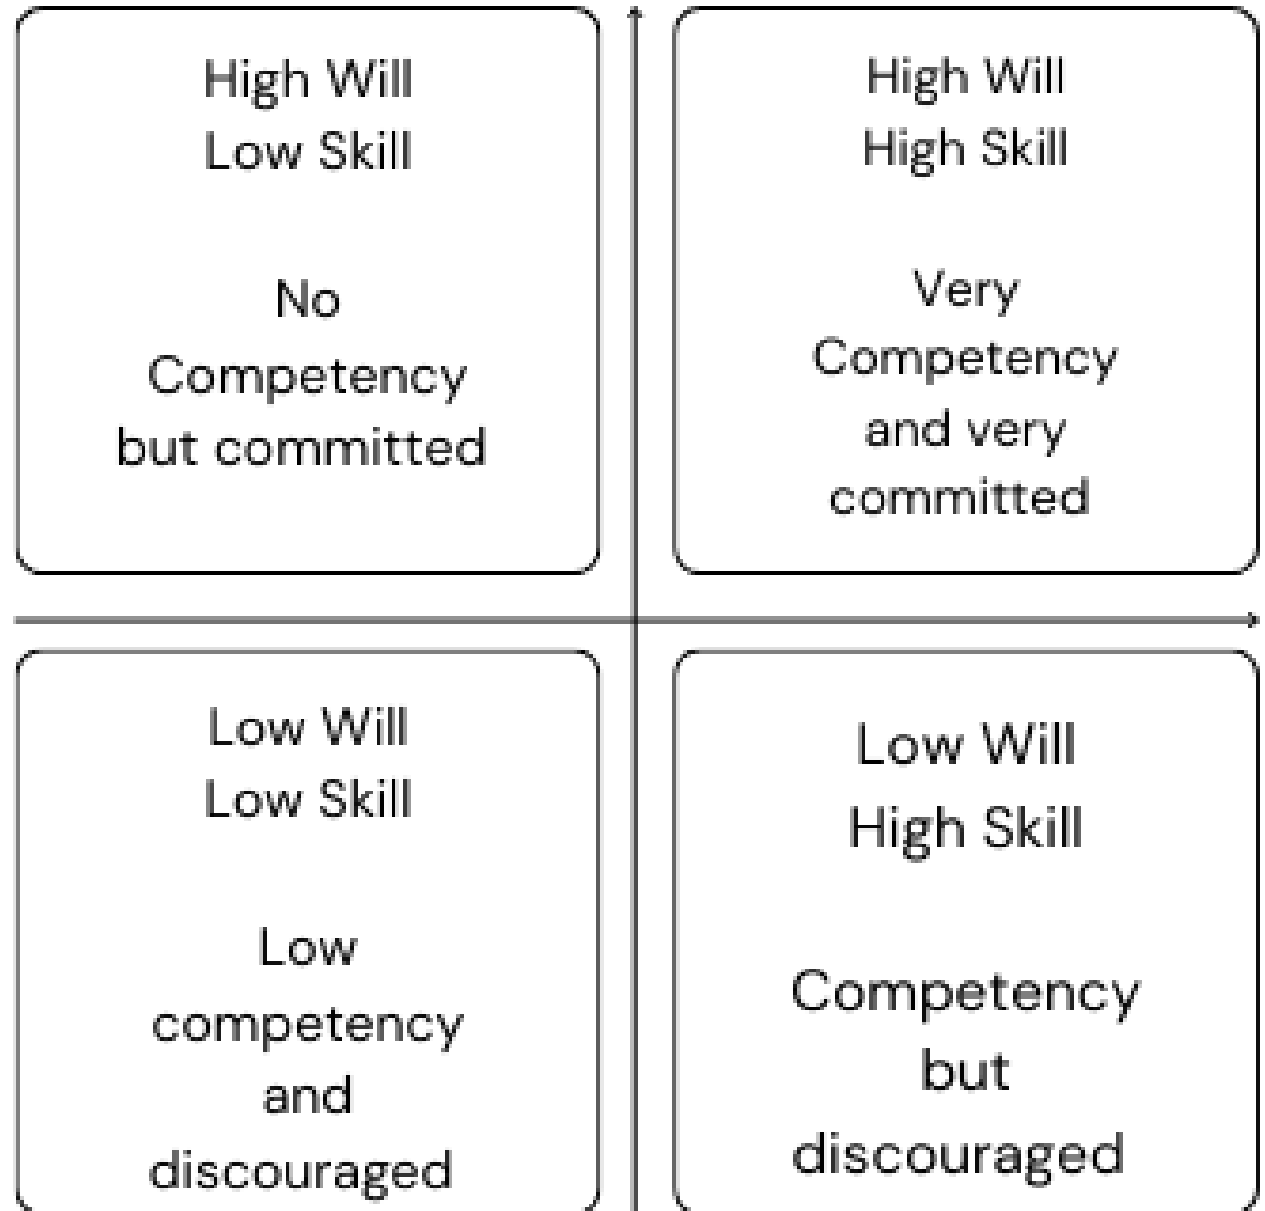 High Will
Low Skill
No
Competency
but committed
High Will
High Skill
Very
Competency
and very
committed
Low Will
Low Skill
Low
competency
and
discouraged
Low Will
High Skill
Competency
but
discouraged